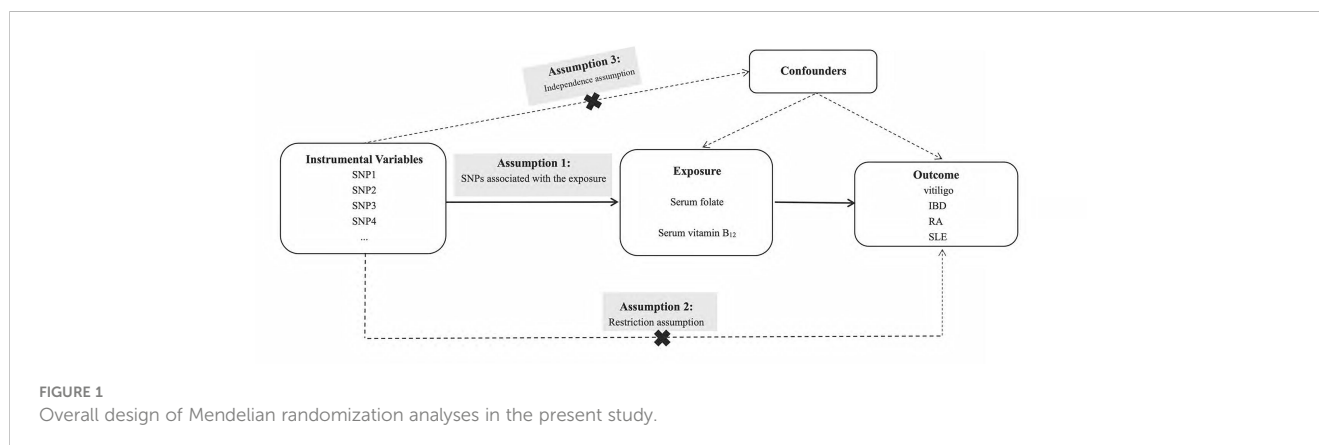 Assumption 3:
Independence assumption
Confounders
Instrumental Variables
SNP1
SNP2
SNP3
SNP4
...
Assumption 1:
SNPs associated with the exposure
Exposure
Serum folate
Serum vitamin B₁₂
Outcome
vitiligo
IBD
RA
SLE
Assumption 2:
Restriction assumption
FIGURE 1
Overall design of Mendelian randomization analyses in the present study.